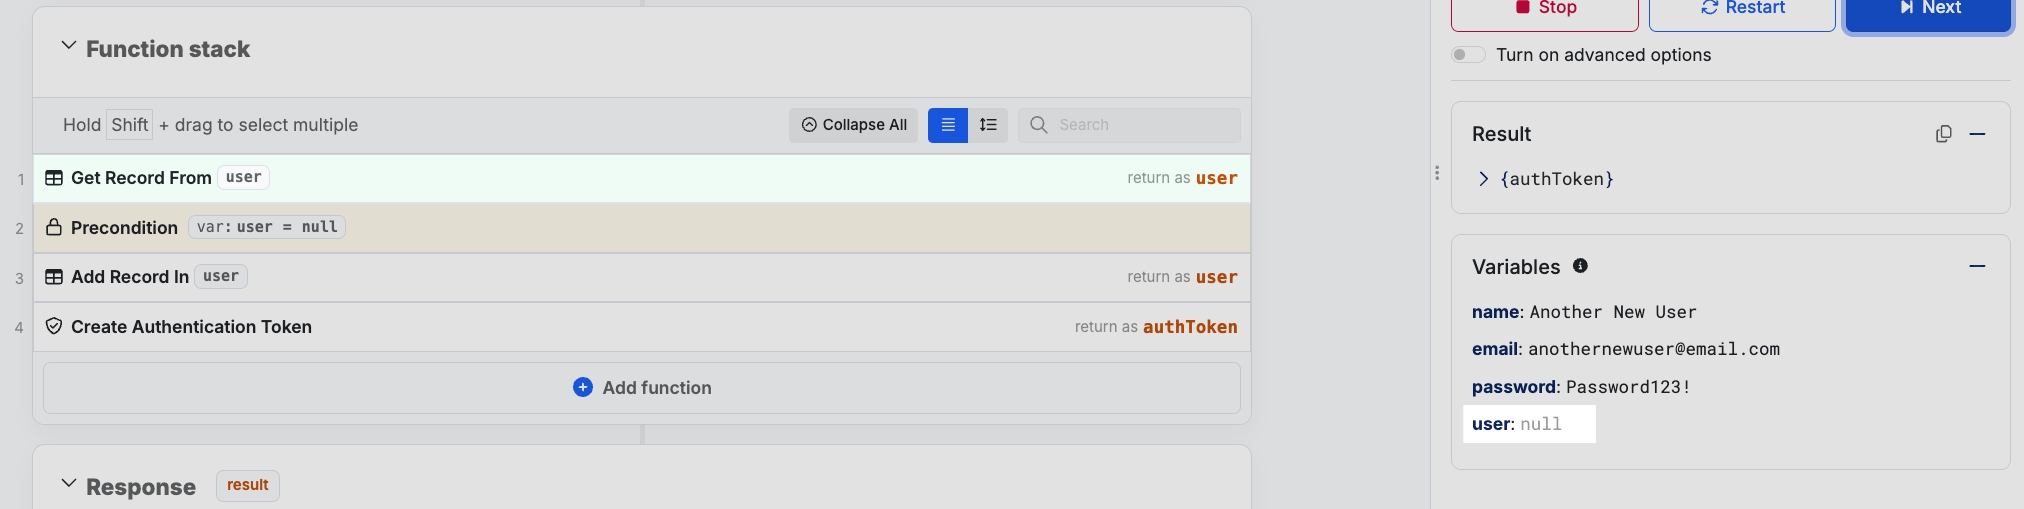 Function stack
Hold Shift + drag to select multiple
Collapse All
Search
1 Get Record From user return as user
2 Precondition var: user = null
3 Add Record In user return as user
4 Create Authentication Token return as authToken
Add function
Response result
Stop Restart Next
Turn on advanced options
Result
{authToken}
Variables
name: Another New User
email: anothernewuser@email.com
password: Password123!
user: null